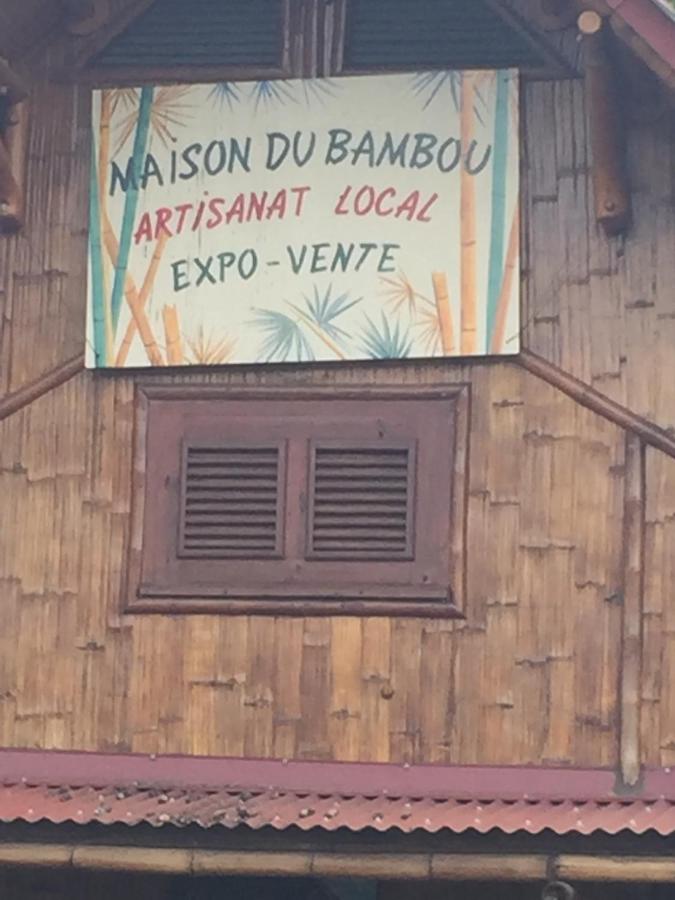 MAiSON DU BAMBOU
ARTiSANAT LOCAL
EXPO-VENTE